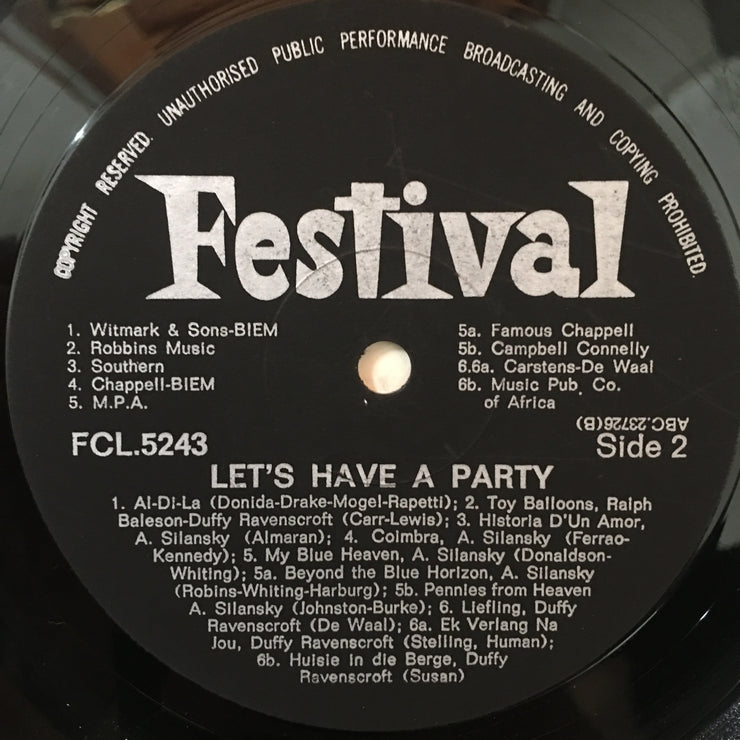 COPYRIGHT RESERVED. UNAUTHORISED PUBLIC PERFORMANCE BROADCASTING AND COPYING PROHIBITED.
Festival
1. Witmark & Sons-BIEM
2. Robbins Music
3. Southern
4. Chappell-BIEM
5. M.P.A.
5a. Famous Chappell
5b. Campbell Connelly
6.6a. Carstens-De Waal
6b. Music Pub. Co.
of Africa
ABC.23726(B)
FCL.5243
Side 2
LET'S HAVE A PARTY
1. Al-Di-La (Donida-Drake-Mogel-Rapetti); 2. Toy Balloons, Ralph
Baleson-Duffy Ravenscroft (Carr-Lewis); 3. Historia D'Un Amor,
A. Silansky (Almaran); 4. Coimbra, A. Silansky (Ferrao-
Kennedy); 5. My Blue Heaven, A. Silansky (Donaldson-
Whiting); 5a. Beyond the Blue Horizon, A. Silansky
(Robins-Whiting-Harburg); 5b. Pennies from Heaven
A. Silansky (Johnston-Burke); 6. Liefling, Duffy
Ravenscroft (De Waal); 6a. Ek Verlang Na
Jou, Duffy Ravenscroft (Stelling, Human);
6b. Huisie in die Berge, Duffy
Ravenscroft (Susan)